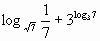 log_{√7} 1/7 + 3^{log_3 7}